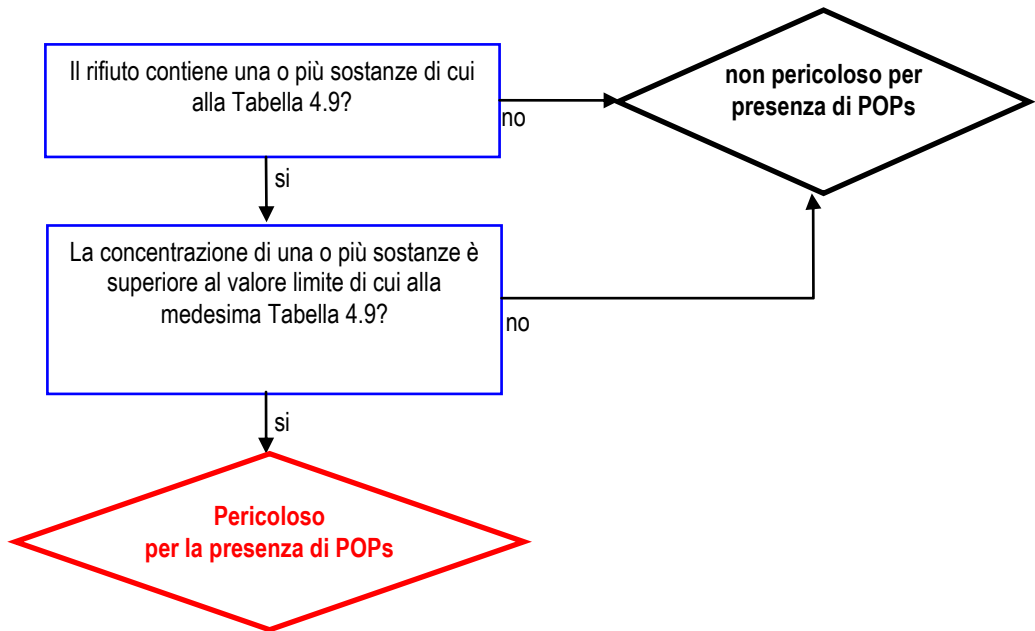 Il rifiuto contiene una o più sostanze di cui
alla Tabella 4.9?
no
non pericoloso per
presenza di POPs
si
La concentrazione di una o più sostanze è
superiore al valore limite di cui alla
medesima Tabella 4.9?
no
si
Pericoloso
per la presenza di POPs